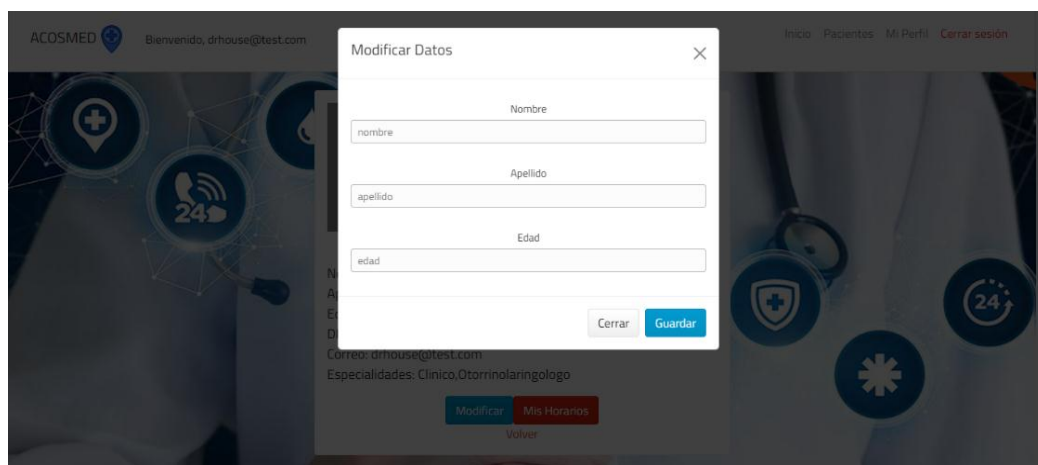 ACOSMED
Bienvenido, drhouse@test.com
Inicio Pacientes Mi Perfil Cerrar sesión
Modificar Datos
Nombre
nombre
Apellido
apellido
Edad
edad
Cerrar Guardar
Correo: drhouse@test.com
Especialidades: Clinico,Otorrinolaringologo
Modificar Mis Horarios
Volver
24
24